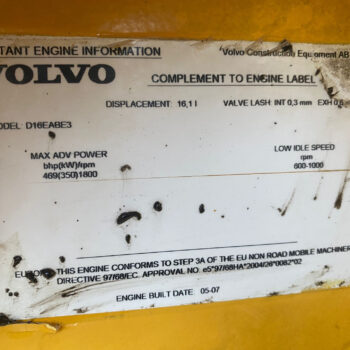 TANT ENGINE INFORMATION
Volvo Construction Equipment AB
VOLVO
COMPLEMENT TO ENGINE LABEL
DISPLACEMENT 16,1 l VALVE LASH: INT 0,3 mm EXH
MODEL D16EABE3
MAX ADV POWER
bhp(kW)/rpm
469(350)1800
LOW IDLE SPEED
rpm
600-1000
THIS ENGINE CONFORMS TO STEP 3A OF THE EU NON ROAD MOBILE MACHINER
DIRECTIVE 97/68/EC. APPROVAL NO. e5*97/68HA*2004/26*0082*02
ENGINE BUILT DATE 05-07